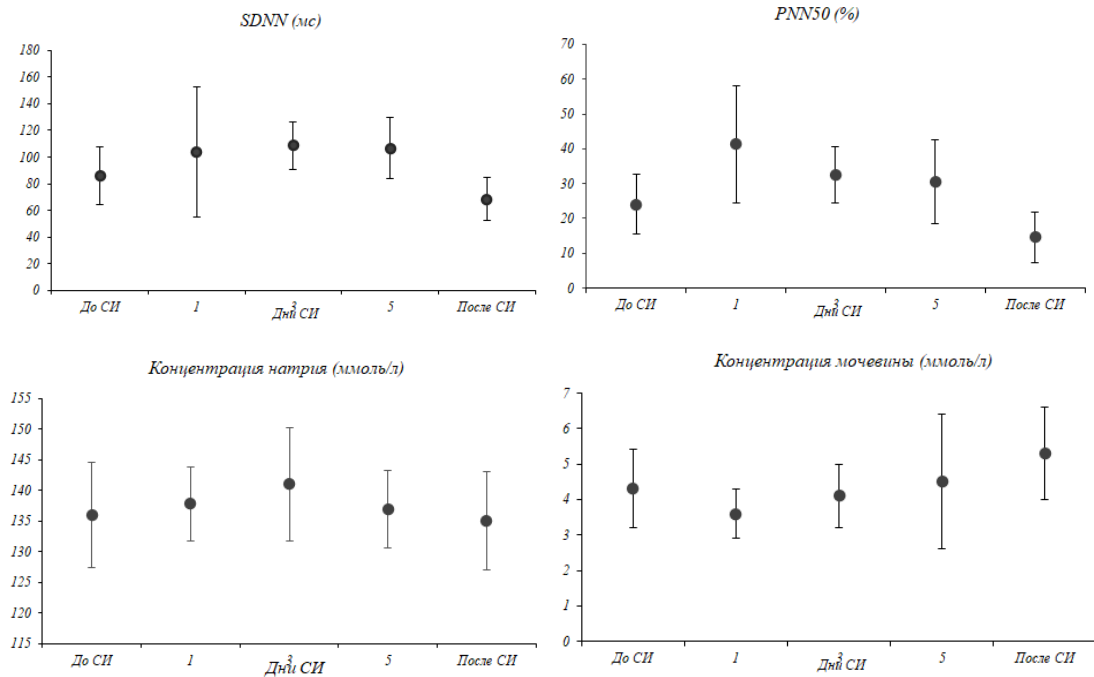 SDNN (мс)
180
160
140
120
100
80
60
40
20
0
До СИ 1 3 5 После СИ
Дни СИ
PNN50 (%)
70
60
50
40
30
20
10
0
До СИ 1 3 5 После СИ
Дни СИ
Концентрация натрия (ммоль/л)
155
150
145
140
135
130
125
120
115
До СИ 1 3 5 После СИ
Дни СИ
Концентрация мочевины (ммоль/л)
7
6
5
4
3
2
1
0
До СИ 1 3 5 После СИ
Дни СИ